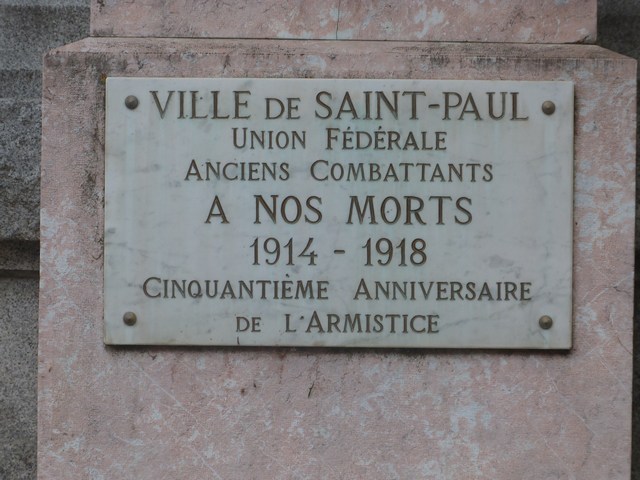 VILLE DE SAINT-PAUL
UNION FÉDÉRALE
ANCIENS COMBATTANTS
A NOS MORTS
1914 - 1918
CINQUANTIÈME ANNIVERSAIRE
DE L'ARMISTICE